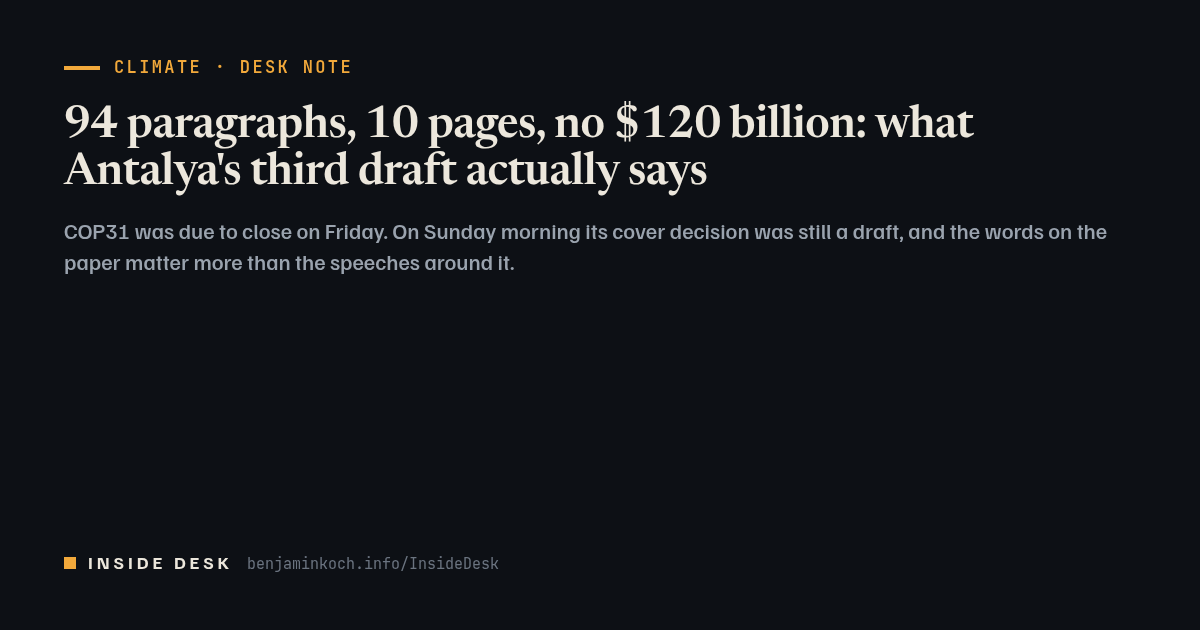 CLIMATE · DESK NOTE
94 paragraphs, 10 pages, no $120 billion: what
Antalya's third draft actually says
COP31 was due to close on Friday. On Sunday morning its cover decision was still a draft, and the words on the
paper matter more than the speeches around it.
INSIDE DESK benjaminkoch.info/InsideDesk